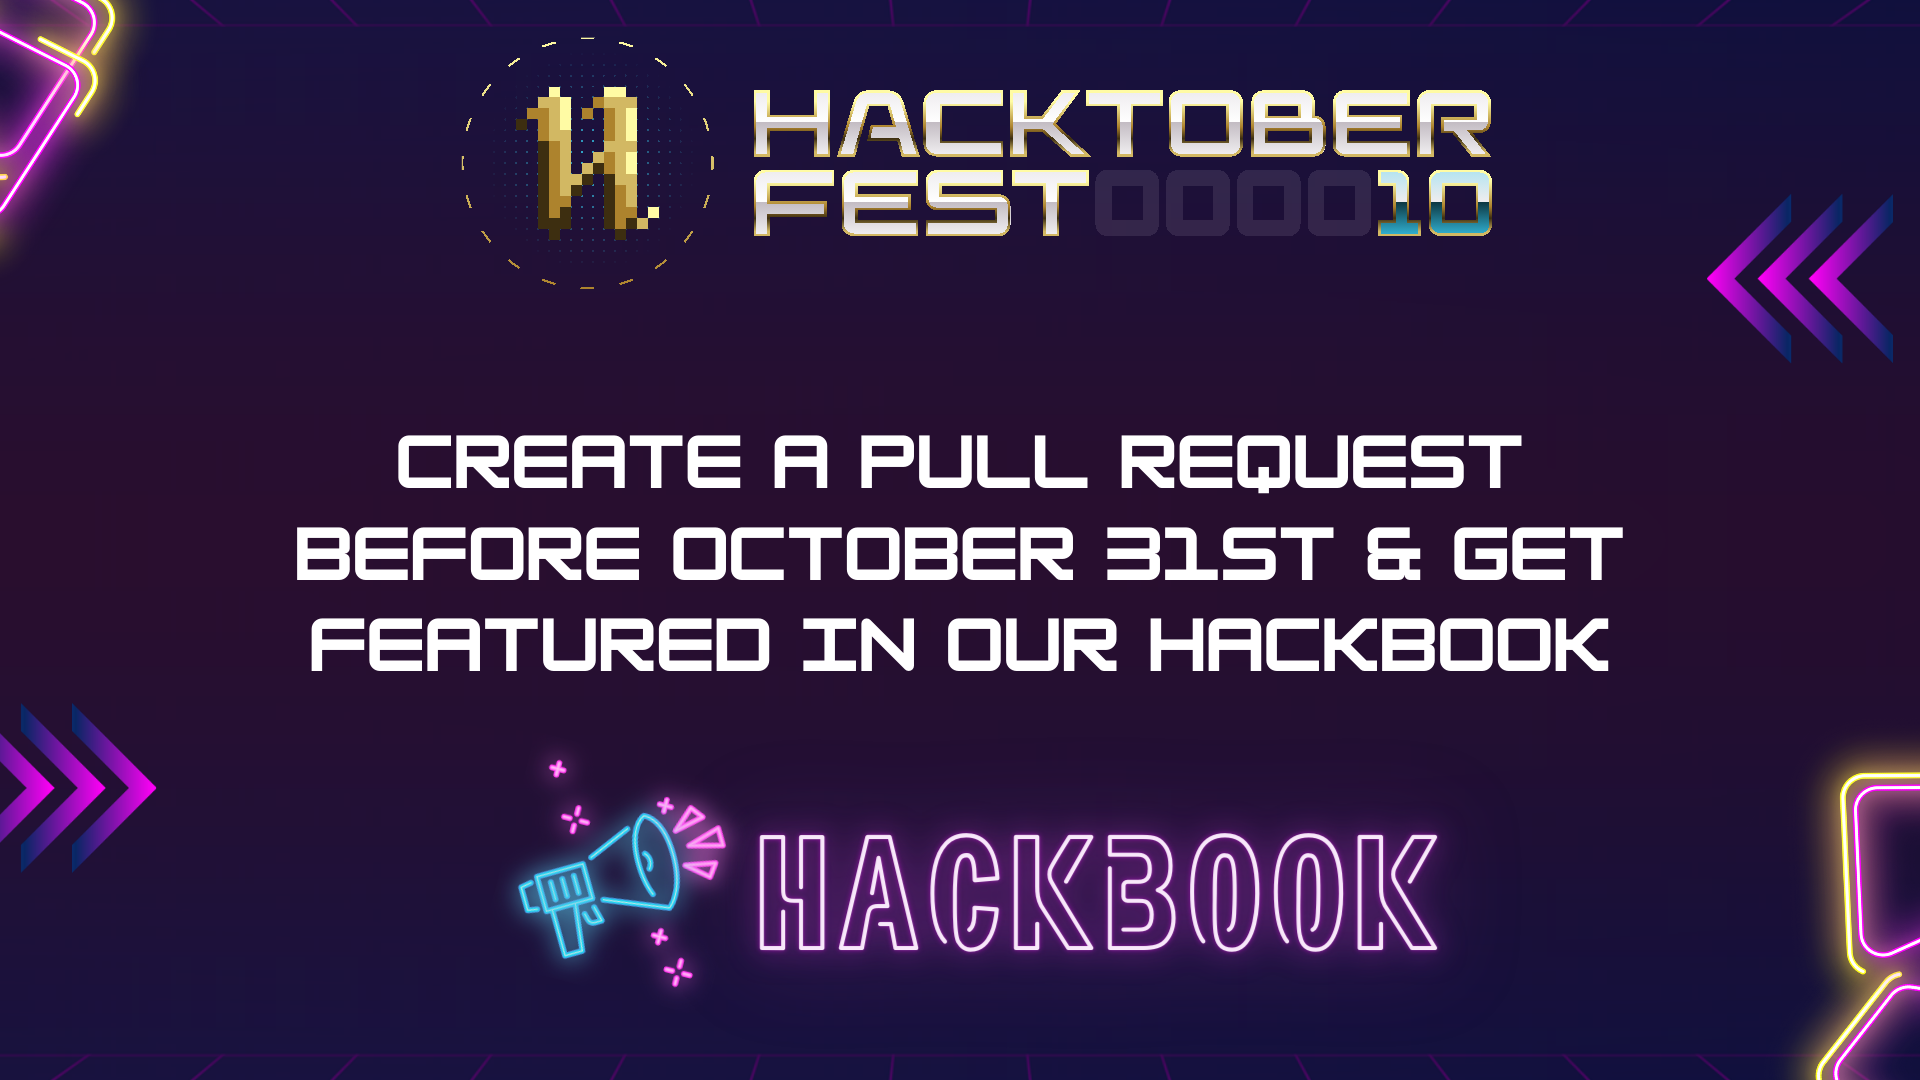 HACKTOBER
FEST000010
CREATE A PULL REQUEST
BEFORE OCTOBER 31ST & GET
FEATURED IN OUR HACKBOOK
HACKBOOK